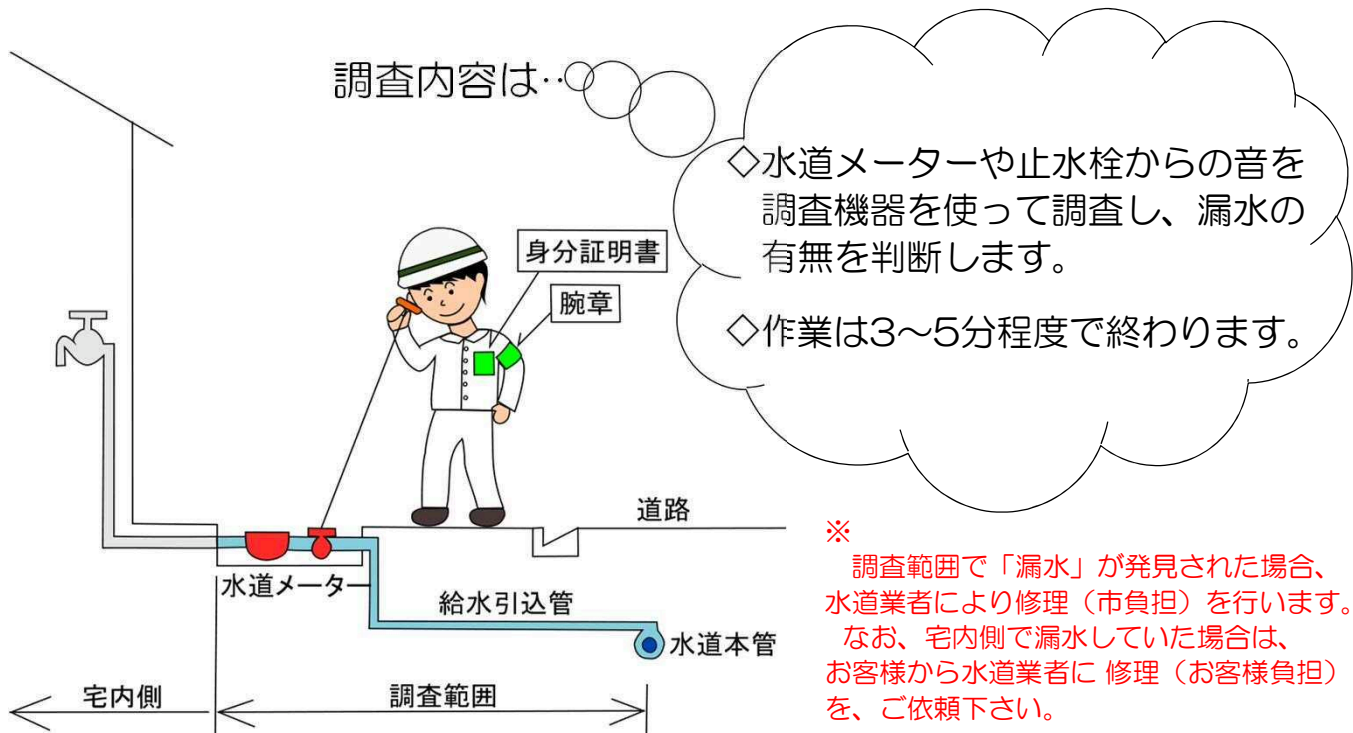 調査内容は‥
◇水道メーターや止水栓からの音を
調査機器を使って調査し、漏水の
有無を判断します。
◇作業は3~5分程度で終わります。
身分証明書
腕章
道路
水道メーター
給水引込管
水道本管
宅内側
調査範囲
※
調査範囲で「漏水」が発見された場合、
水道業者により修理(市負担)を行います。
なお、宅内側で漏水していた場合は、
お客様から水道業者に 修理(お客様負担)
を、ご依頼下さい。